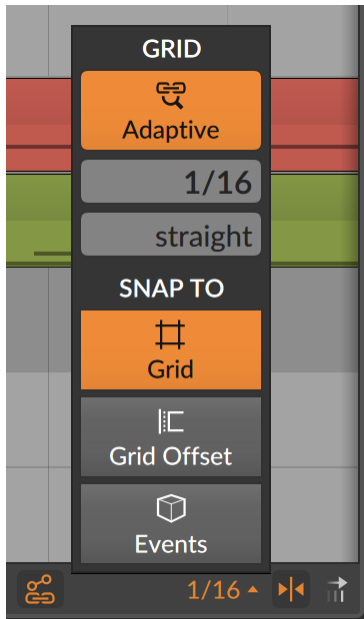 GRID
Adaptive
1/16
straight
SNAP TO
Grid
Grid Offset
Events
1/16